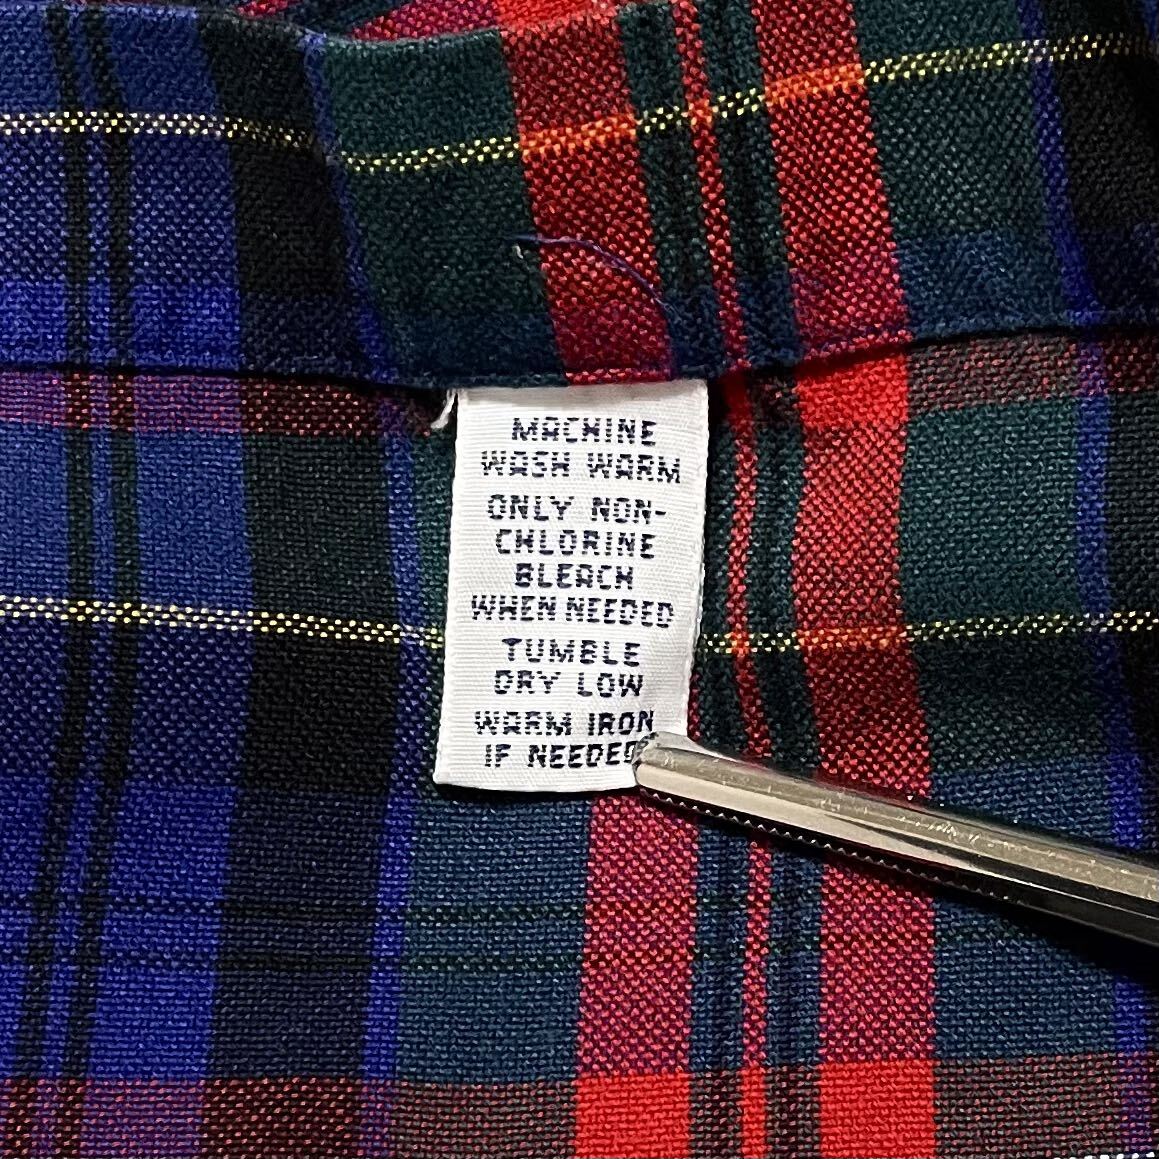 MACHINE
WASH WARM
ONLY NON-
CHLORINE
BLEACH
WHEN NEEDED
TUMBLE
DRY LOW
WARM IRON
IF NEEDED